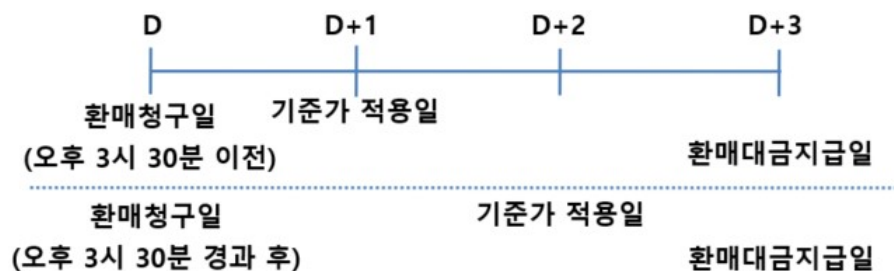 D D+1 D+2 D+3
환매청구일 기준가 적용일
(오후 3시 30분 이전) 환매대금지급일
환매청구일 기준가 적용일
(오후 3시 30분 경과 후) 환매대금지급일